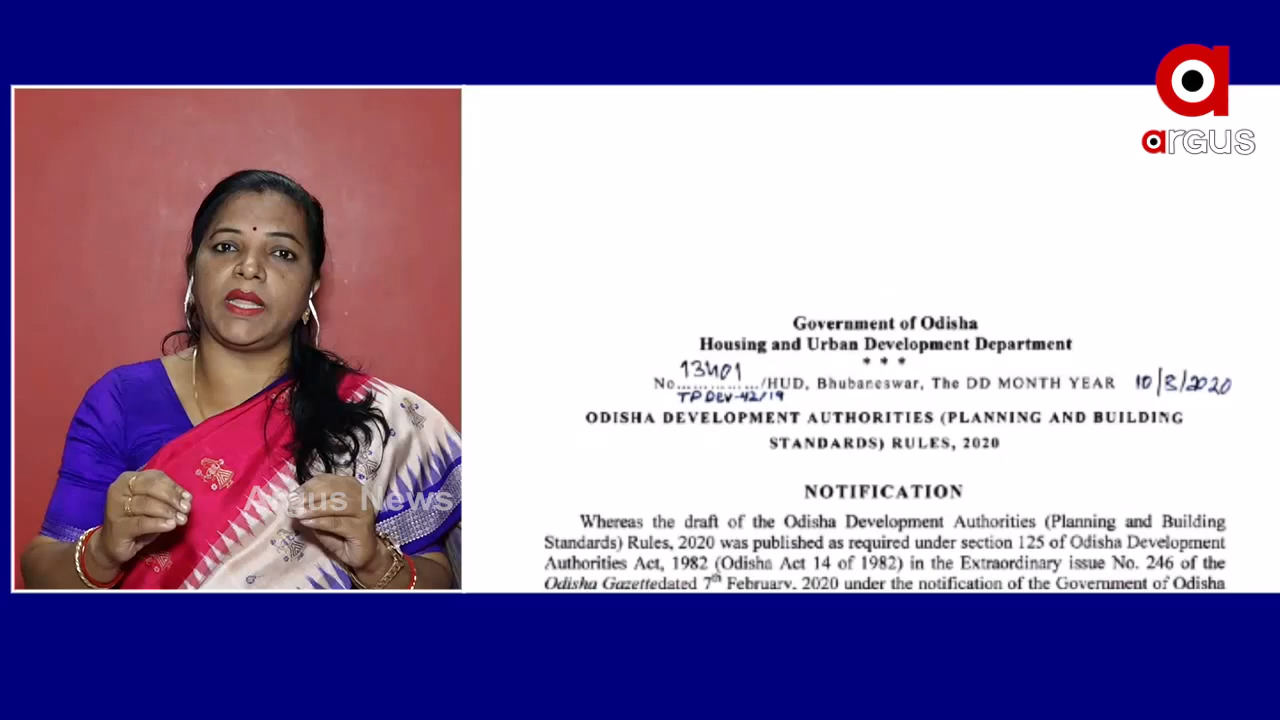 argus
Argus News
Government of Odisha
Housing and Urban Development Department
* * *
13401
No................/HUD, Bhubaneswar, The DD MONTH YEAR 10/8/2020
TP DEV-42/19
ODISHA DEVELOPMENT AUTHORITIES (PLANNING AND BUILDING
STANDARDS) RULES, 2020
NOTIFICATION
Whereas the draft of the Odisha Development Authorities (Planning and Building
Standards) Rules, 2020 was published as required under section 125 of Odisha Development
Authorities Act, 1982 (Odisha Act 14 of 1982) in the Extraordinary issue No. 246 of the
Odisha Gazettedated 7th February, 2020 under the notification of the Government of Odisha